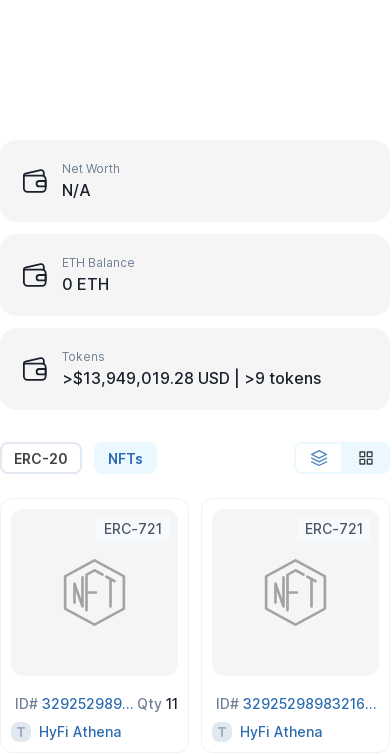 Net Worth
N/A
ETH Balance
0 ETH
Tokens
>$13,949,019.28 USD | >9 tokens
ERC-20 NFTs
ERC-721 ERC-721
NFT NFT
ID# 329252989... Qty 11 ID# 32925298983216...
T HyFi Athena T HyFi Athena